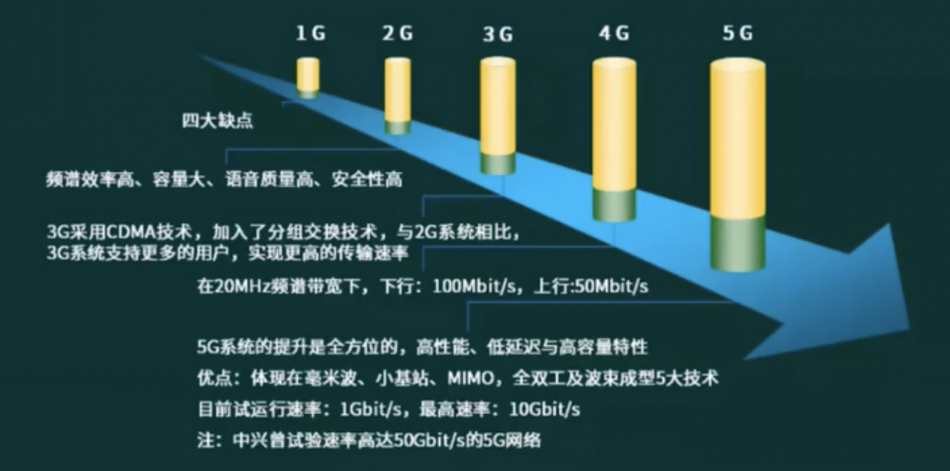 1G 2G 3G 4G 5G
四大缺点
频谱效率高、容量大、语音质量高、安全性高
3G采用CDMA技术，加入了分组交换技术，与2G系统相比，
3G系统支持更多的用户，实现更高的传输速率
在20MHz频谱带宽下，下行：100Mbit/s，上行:50Mbit/s
5G系统的提升是全方位的，高性能、低延迟与高容量特性
优点：体现在毫米波、小基站、MIMO，全双工及波束成型5大技术
目前试运行速率：1Gbit/s，最高速率：10Gbit/s
注：中兴曾试验速率高达50Gbit/s的5G网络